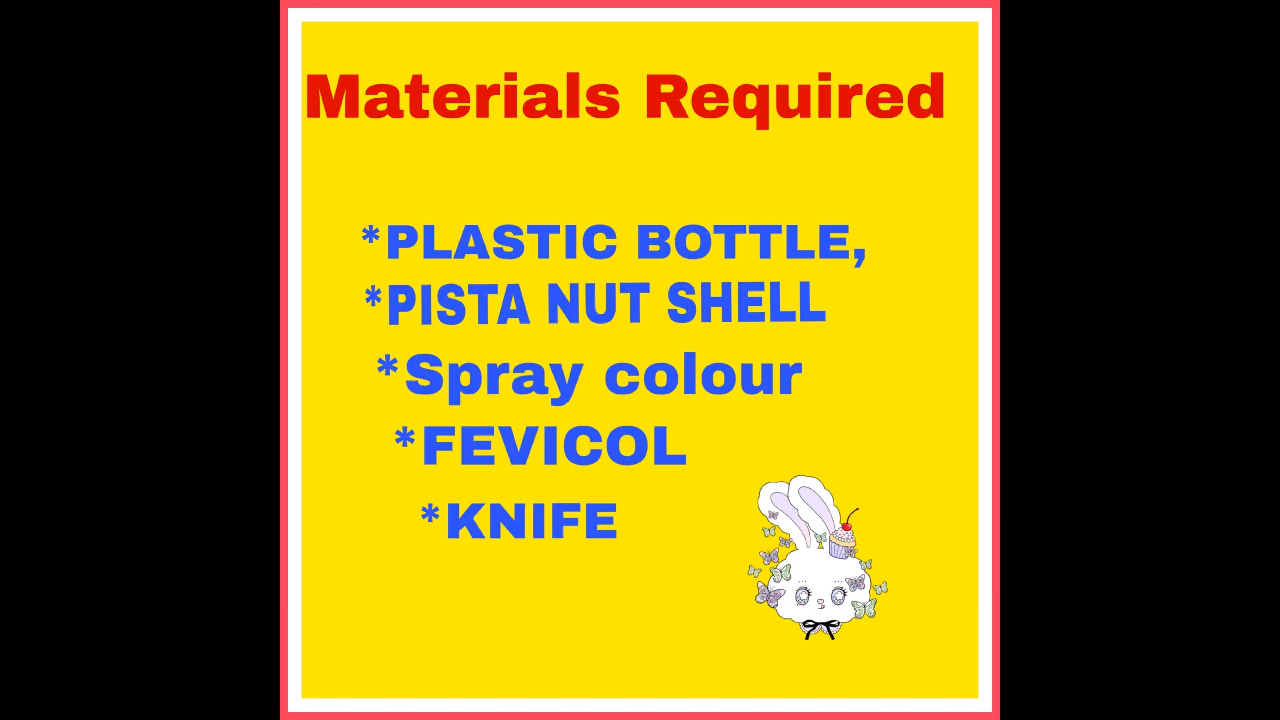 Materials Required
*PLASTIC BOTTLE,
*PISTA NUT SHELL
*Spray colour
*FEVICOL
*KNIFE